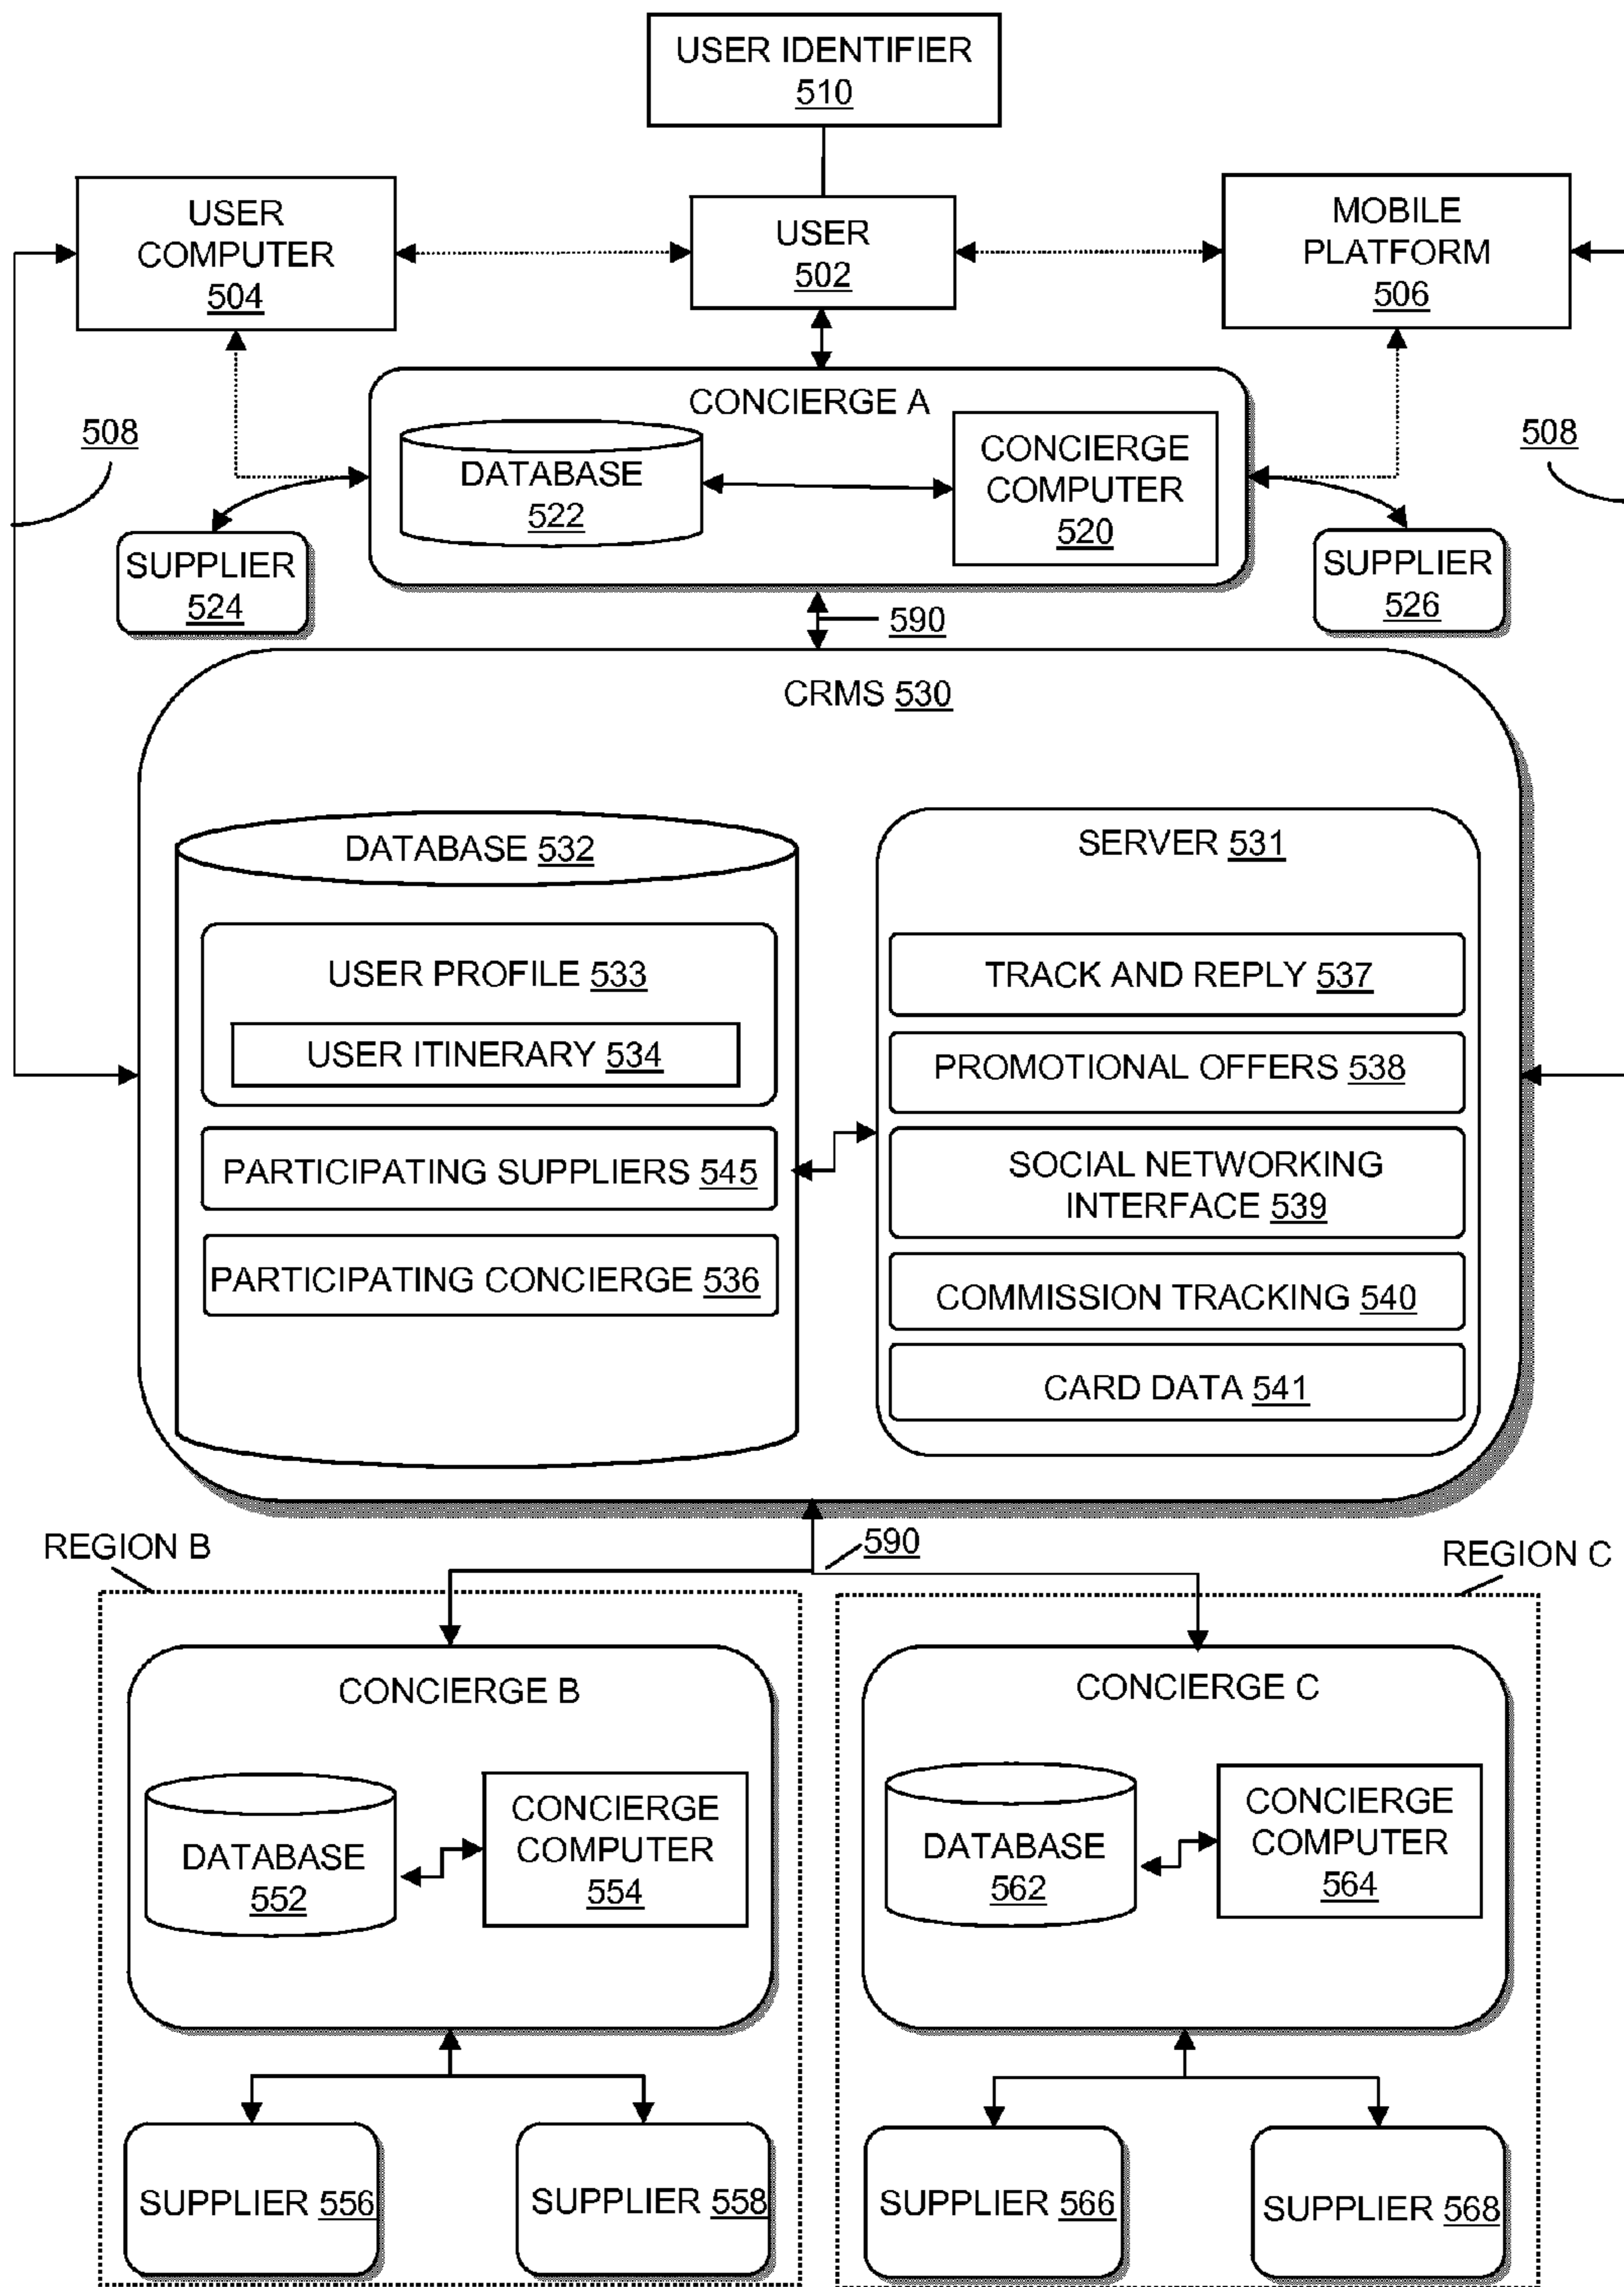 USER IDENTIFIER
510
USER
COMPUTER
504
USER
502
MOBILE
PLATFORM
506
CONCIERGE A
DATABASE
522
CONCIERGE
COMPUTER
520
508
508
SUPPLIER
524
SUPPLIER
526
590
CRMS 530
DATABASE 532
USER PROFILE 533
USER ITINERARY 534
PARTICIPATING SUPPLIERS 545
PARTICIPATING CONCIERGE 536
SERVER 531
TRACK AND REPLY 537
PROMOTIONAL OFFERS 538
SOCIAL NETWORKING
INTERFACE 539
COMMISSION TRACKING 540
CARD DATA 541
590
REGION B
REGION C
CONCIERGE B
DATABASE
552
CONCIERGE
COMPUTER
554
SUPPLIER 556
SUPPLIER 558
CONCIERGE C
DATABASE
562
CONCIERGE
COMPUTER
564
SUPPLIER 566
SUPPLIER 568